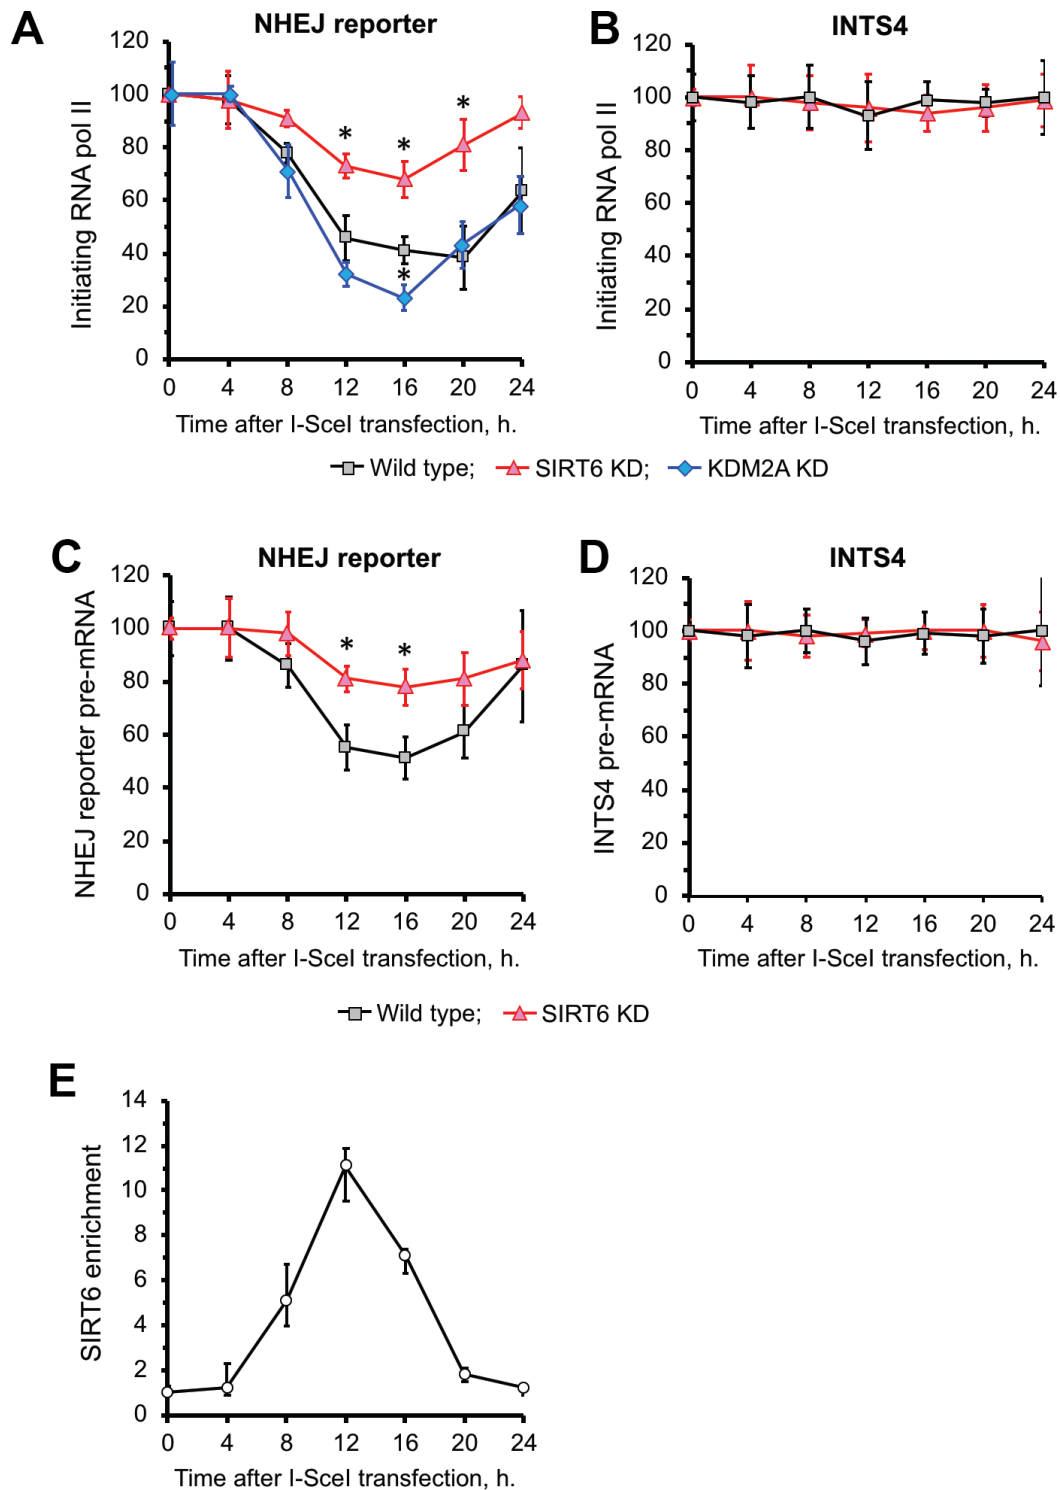 A
NHEJ reporter
Initiating RNA pol II
120
100
80
60
40
20
0
*
*
*
*
0 4 8 12 16 20 24
Time after I-SceI transfection, h.
B
INTS4
Initiating RNA pol II
120
100
80
60
40
20
0
0 4 8 12 16 20 24
Time after I-SceI transfection, h.
Wild type; SIRT6 KD; KDM2A KD
C
NHEJ reporter
NHEJ reporter pre-mRNA
120
100
80
60
40
20
0
*
*
0 4 8 12 16 20 24
Time after I-SceI transfection, h.
D
INTS4
INTS4 pre-mRNA
120
100
80
60
40
20
0
0 4 8 12 16 20 24
Time after I-SceI transfection, h.
Wild type; SIRT6 KD
E
SIRT6 enrichment
14
12
10
8
6
4
2
0
0 4 8 12 16 20 24
Time after I-SceI transfection, h.